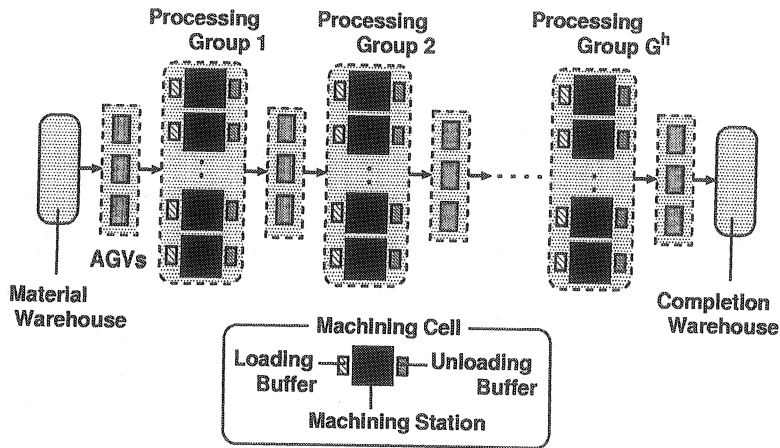 Processing
Group 1
Processing
Group 2
Processing
Group G^h
AGVs
Material
Warehouse
Completion
Warehouse
Machining Cell
Loading
Buffer
Unloading
Buffer
Machining Station